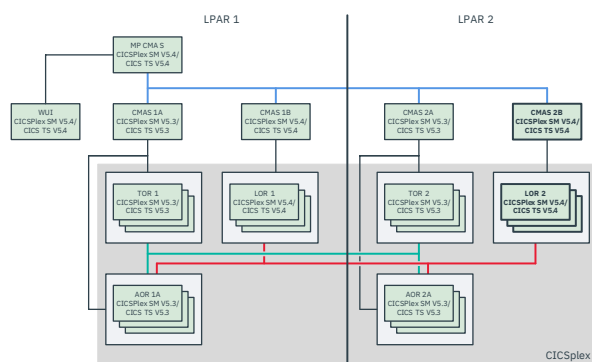 LPAR 1
LPAR 2
MP CMA S
CICSPlex SM V5.4/
CICS TS V5.4
WUI
CICSPlex SM V5.4/
CICS TS V5.4
CMAS 1A
CICSPlex SM V5.3/
CICS TS V5.3
CMAS 1B
CICSPlex SM V5.4/
CICS TS V5.4
CMAS 2A
CICSPlex SM V5.3/
CICS TS V5.3
CMAS 2B
CICSPlex SM V5.4/
CICS TS V5.4
TOR 1
CICSPlex SM V5.3/
CICS TS V5.3
LOR 1
CICSPlex SM V5.4/
CICS TS V5.4
TOR 2
CICSPlex SM V5.3/
CICS TS V5.3
LOR 2
CICSPlex SM V5.4/
CICS TS V5.4
AOR 1A
CICSPlex SM V5.3/
CICS TS V5.3
AOR 2A
CICSPlex SM V5.3/
CICS TS V5.3
CICSplex